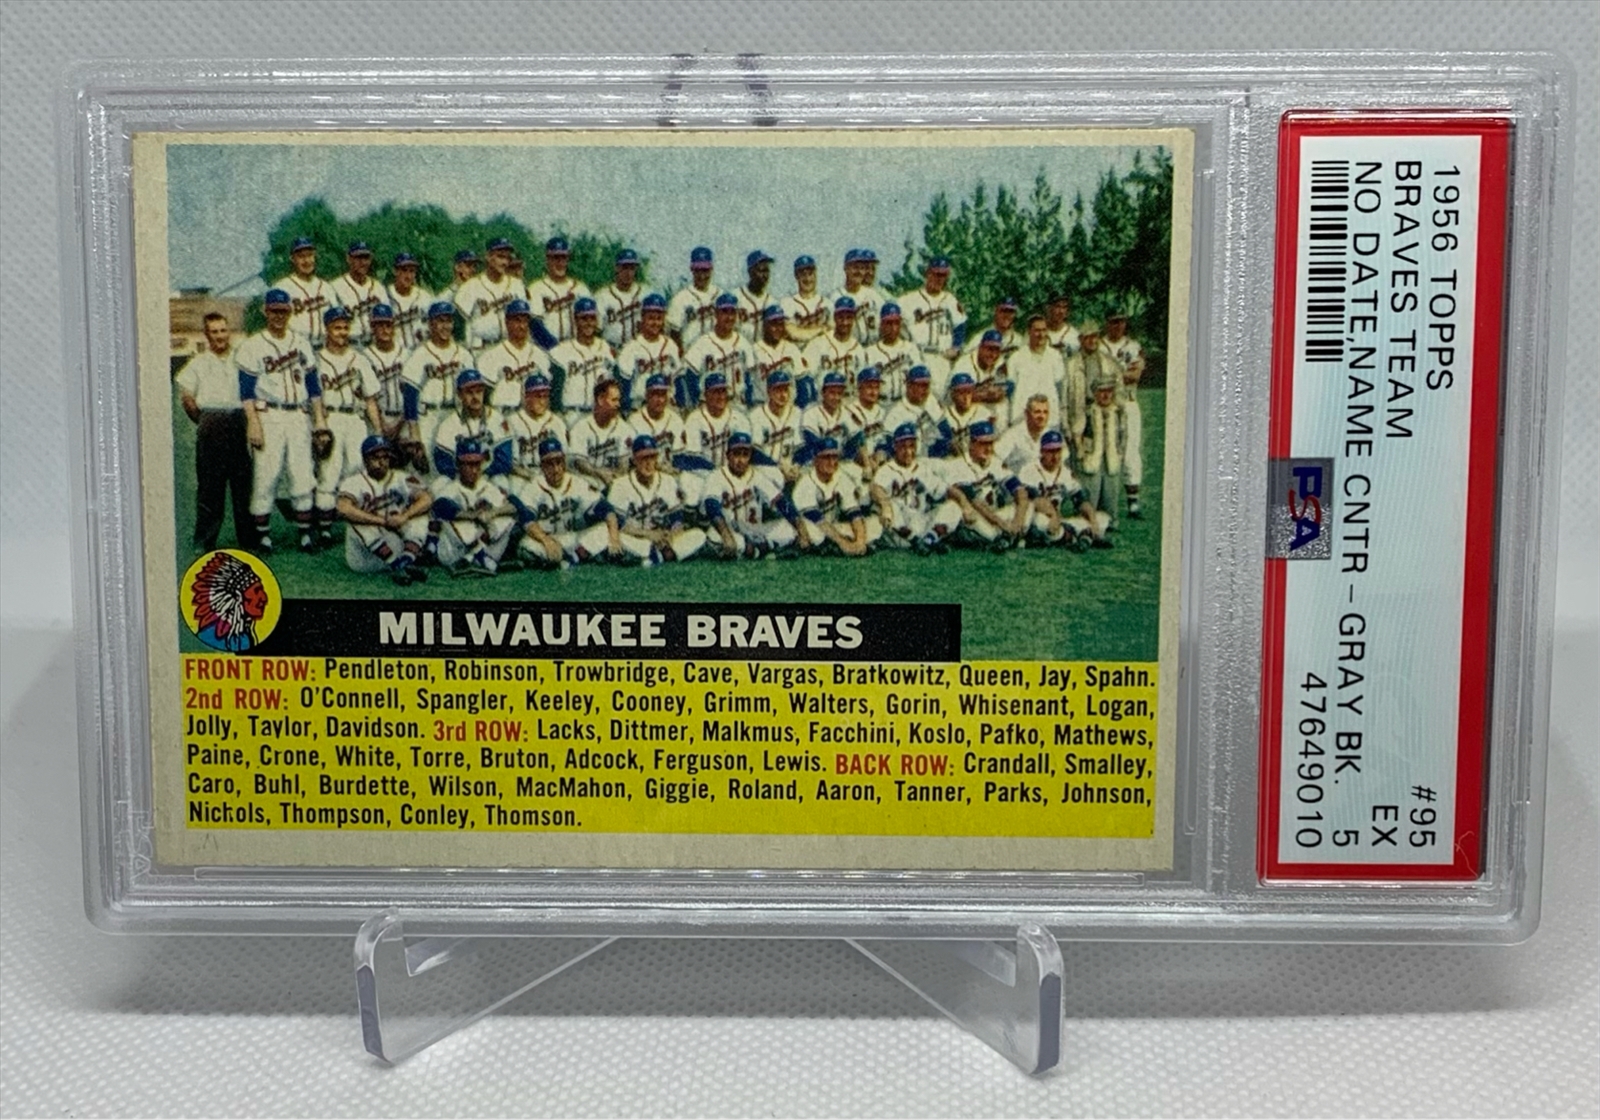 MILWAUKEE BRAVES
FRONT ROW: Pendleton, Robinson, Trowbridge, Cave, Vargas, Bratkowitz, Queen, Jay, Spahn.
2nd ROW: O'Connell, Spangler, Keeley, Cooney, Grimm, Walters, Gorin, Whisenant, Logan,
Jolly, Taylor, Davidson. 3rd ROW: Lacks, Dittmer, Malkmus, Facchini, Koslo, Pafko, Mathews,
Paine, Crone, White, Torre, Bruton, Adcock, Ferguson, Lewis. BACK ROW: Crandall, Smalley,
Caro, Buhl, Burdette, Wilson, MacMahon, Giggie, Roland, Aaron, Tanner, Parks, Johnson,
Nichols, Thompson, Conley, Thomson.
1956 TOPPS #95
BRAVES TEAM EX
NO DATE,NAME CNTR-GRAY BK. 5
PSA 47649010